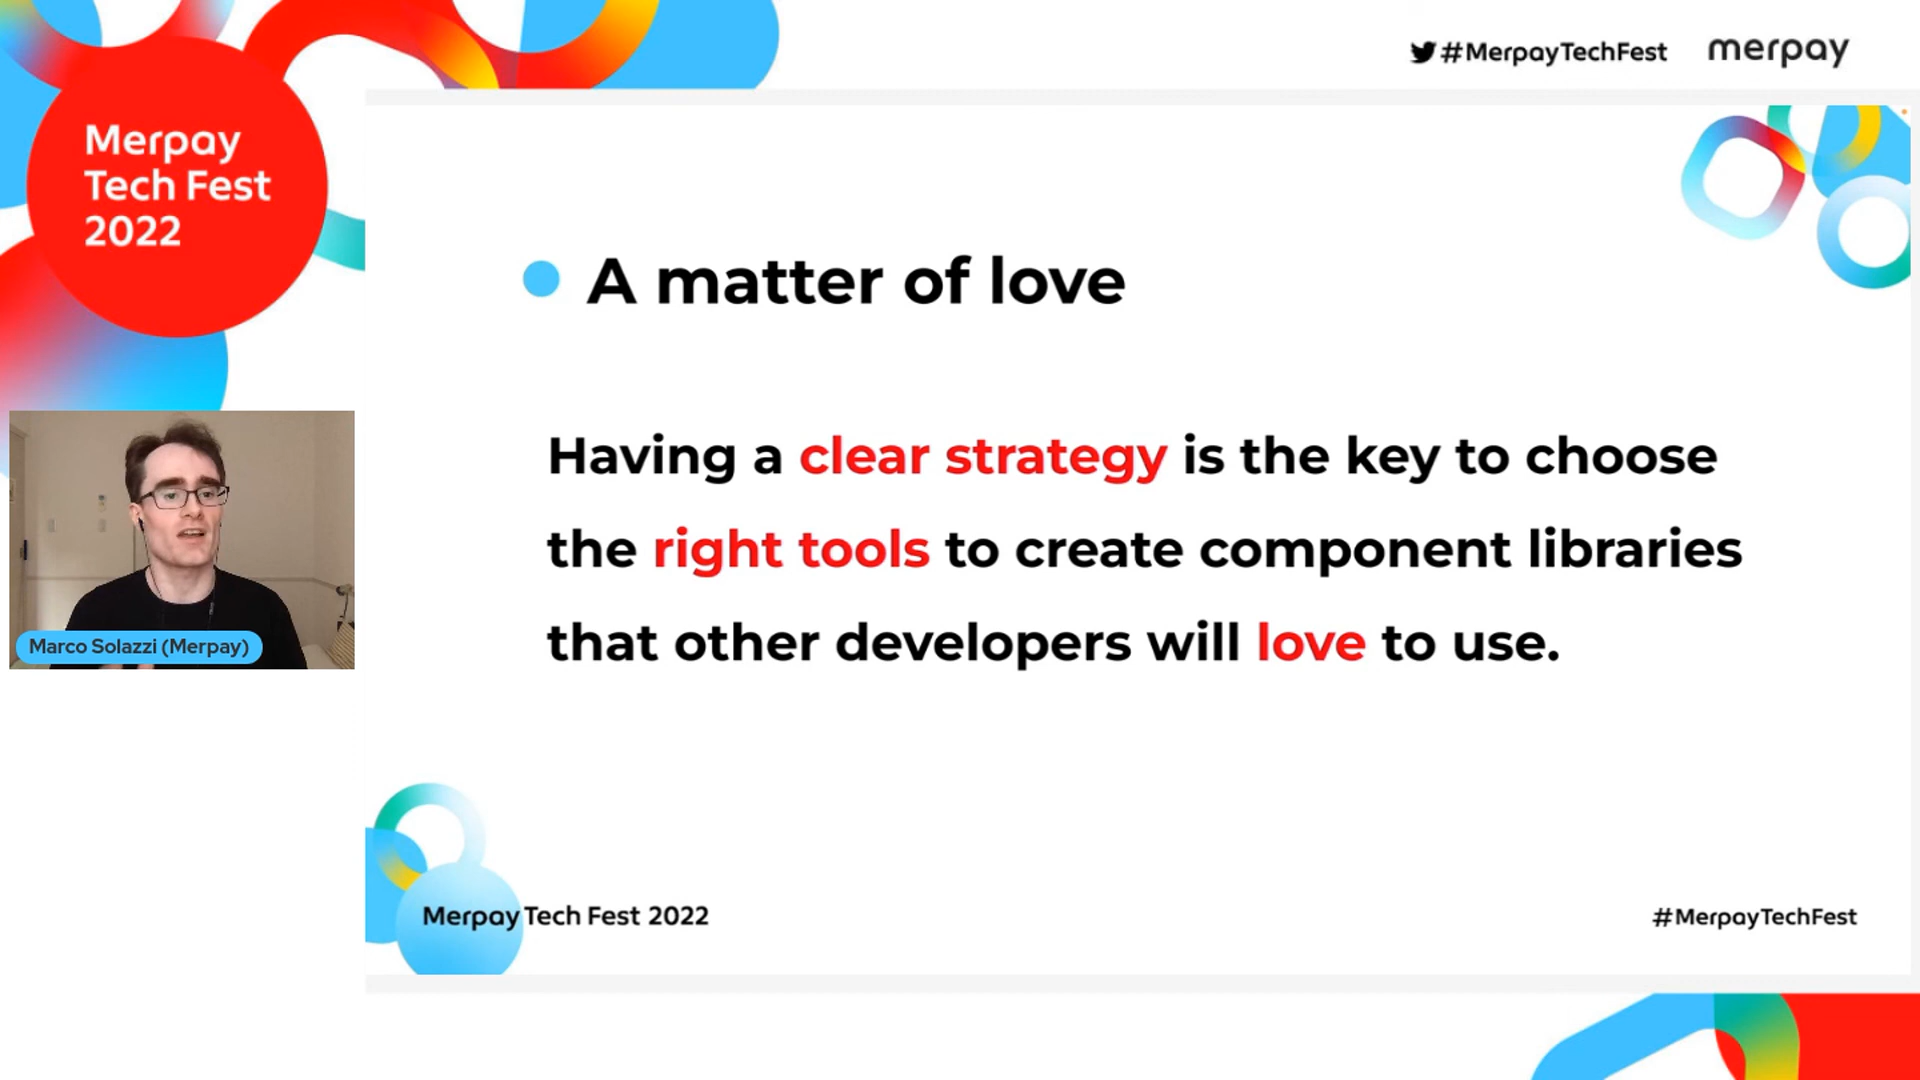 #MerpayTechFest
merpay
Merpay
Tech Fest
2022
A matter of love
Having a clear strategy is the key to choose
the right tools to create component libraries
that other developers will love to use.
Marco Solazzi (Merpay)
Merpay Tech Fest 2022
#MerpayTechFest